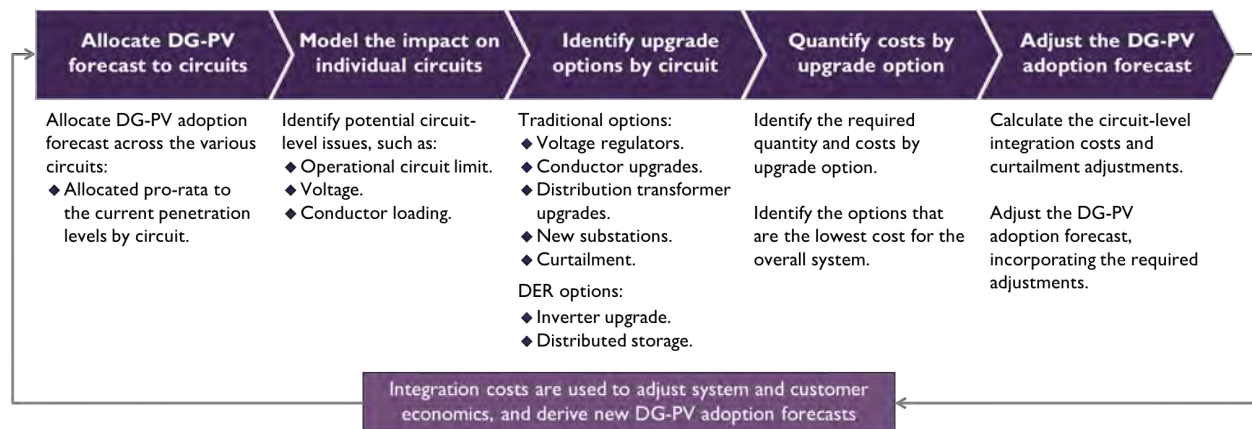 Allocate DG-PV
forecast to circuits
Model the impact on
individual circuits
Identify upgrade
options by circuit
Quantify costs by
upgrade option
Adjust the DG-PV
adoption forecast
Allocate DG-PV adoption
forecast across the various
circuits:
◆ Allocated pro-rata to
the current penetration
levels by circuit.
Identify potential circuit-
level issues, such as:
◆ Operational circuit limit.
◆ Voltage.
◆ Conductor loading.
Traditional options:
◆ Voltage regulators.
◆ Conductor upgrades.
◆ Distribution transformer
upgrades.
◆ New substations.
◆ Curtailment.
DER options:
◆ Inverter upgrade.
◆ Distributed storage.
Identify the required
quantity and costs by
upgrade option.
Identify the options that
are the lowest cost for the
overall system.
Calculate the circuit-level
integration costs and
curtailment adjustments.
Adjust the DG-PV
adoption forecast,
incorporating the required
adjustments.
Integration costs are used to adjust system and customer
economics, and derive new DG-PV adoption forecasts